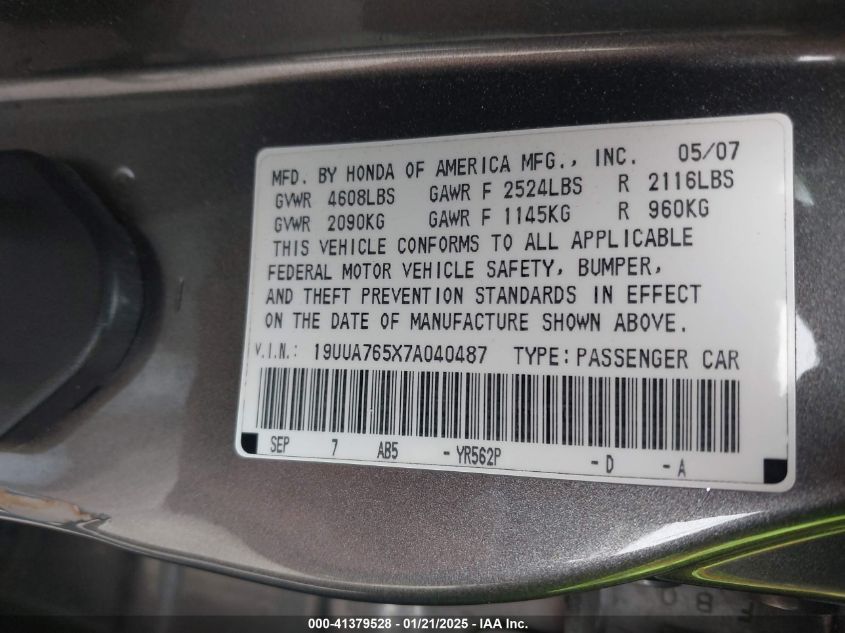 MFD. BY HONDA OF AMERICA MFG., INC. 05/07
GVWR 4608LBS GAWR F 2524LBS R 2116LBS
GVWR 2090KG GAWR F 1145KG R 960KG
THIS VEHICLE CONFORMS TO ALL APPLICABLE
FEDERAL MOTOR VEHICLE SAFETY, BUMPER,
AND THEFT PREVENTION STANDARDS IN EFFECT
ON THE DATE OF MANUFACTURE SHOWN ABOVE.
V.I.N.: 19UUA765X7A040487 TYPE: PASSENGER CAR
SEP 7 AB5 - YR562P - D - A
000-41379528 - 01/21/2025 - IAA Inc.